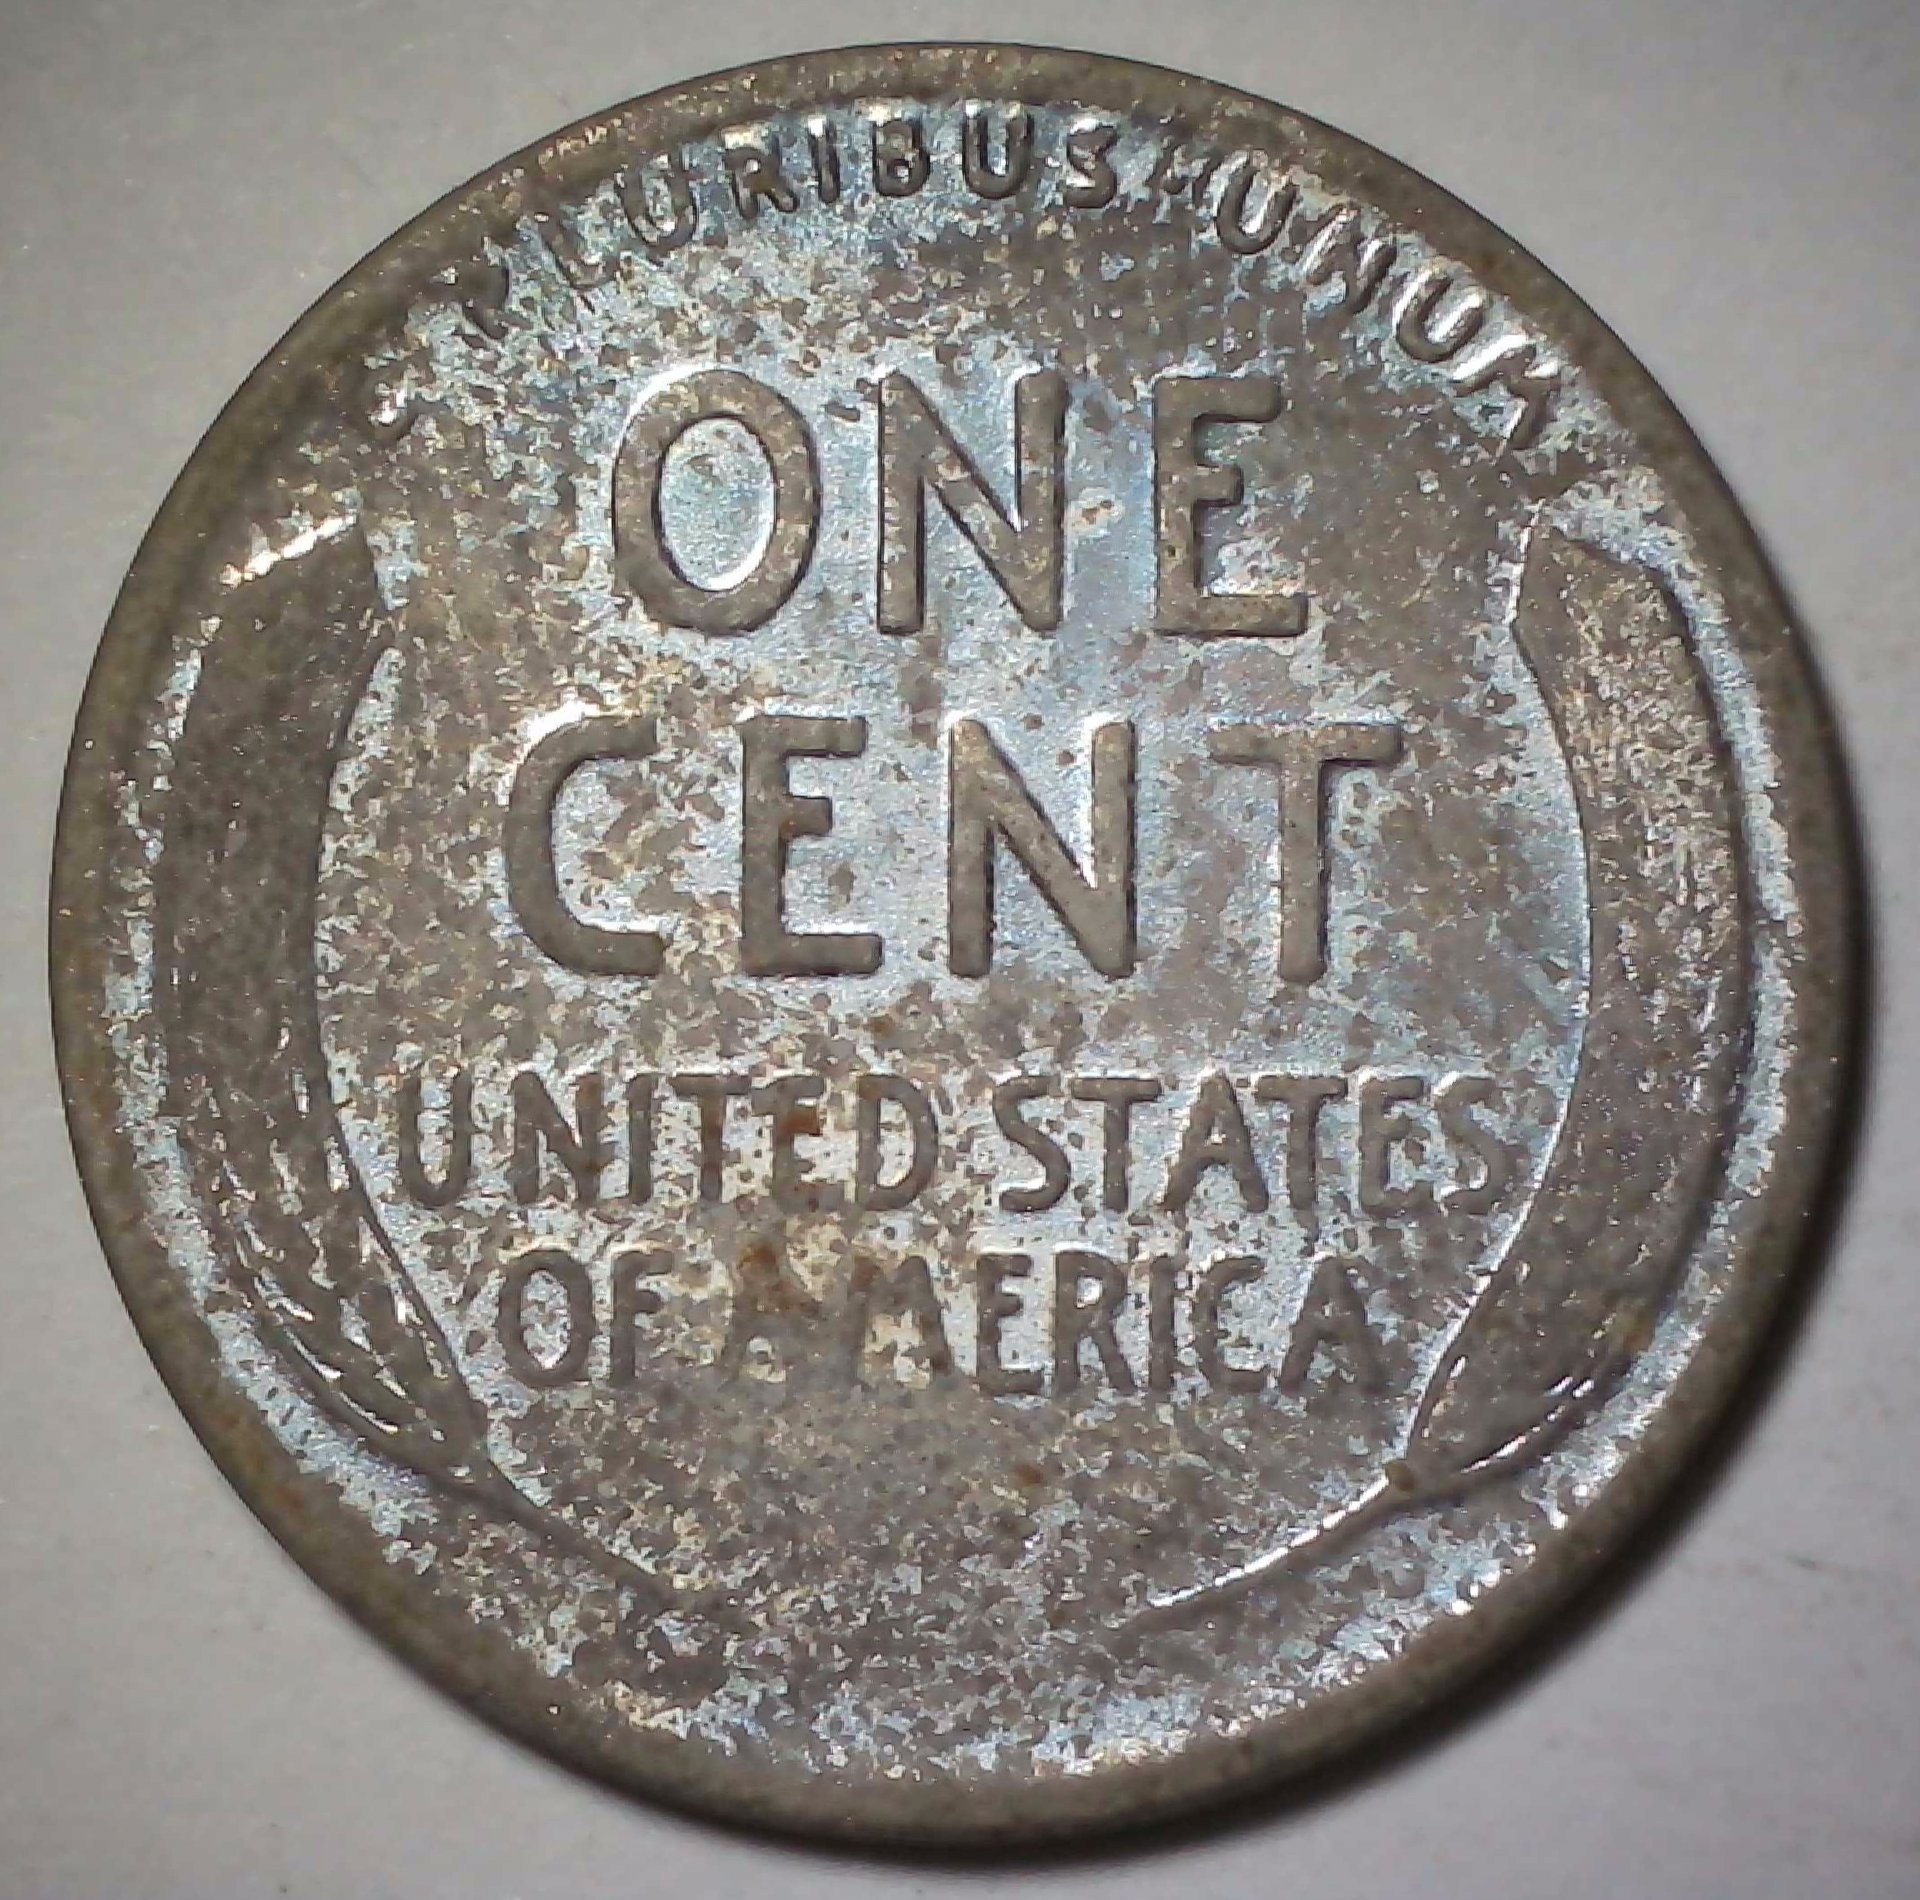 E PLURIBUS · UNUM
ONE
CENT
UNITED STATES
OF AMERICA